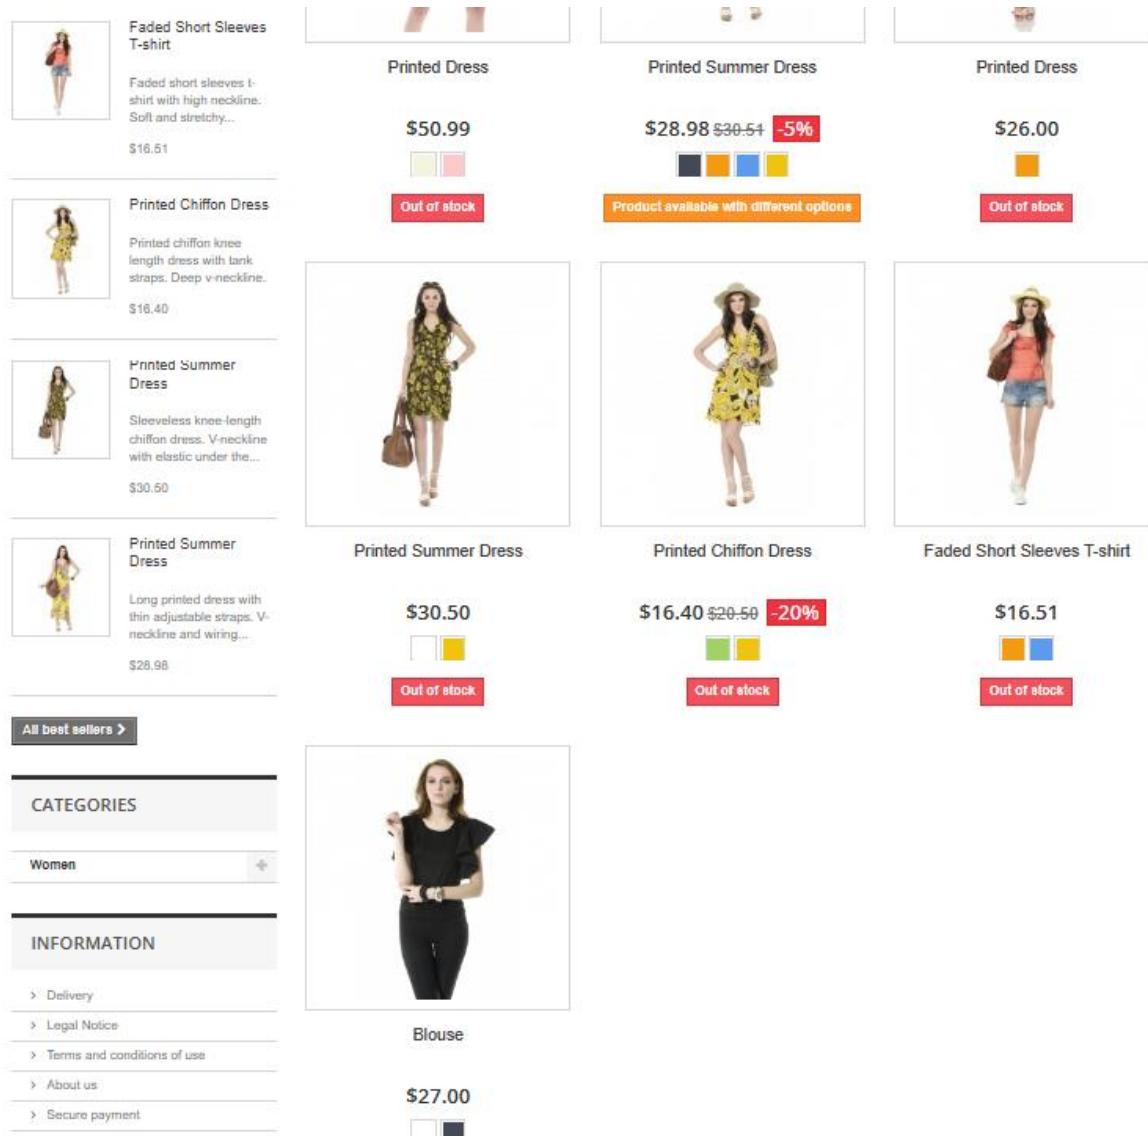 Faded Short Sleeves
T-shirt
Faded short sleeves t-
shirt with high neckline.
Soft and stretchy...
$16.51
Printed Chiffon Dress
Printed chiffon knee
length dress with tank
straps. Deep v-neckline.
$16.40
Printed Summer
Dress
Sleeveless knee-length
chiffon dress. V-neckline
with elastic under the...
$30.50
Printed Summer
Dress
Long printed dress with
thin adjustable straps. V-
neckline and wiring...
$28.98
All best sellers
CATEGORIES
Women
INFORMATION
Delivery
Legal Notice
Terms and conditions of use
About us
Secure payment
Printed Dress
$50.99
Out of stock
Printed Summer Dress
$28.98 $30.51 -5%
Product available with different options
Printed Dress
$26.00
Out of stock
Printed Summer Dress
$30.50
Out of stock
Printed Chiffon Dress
$16.40 $20.50 -20%
Out of stock
Faded Short Sleeves T-shirt
$16.51
Out of stock
Blouse
$27.00